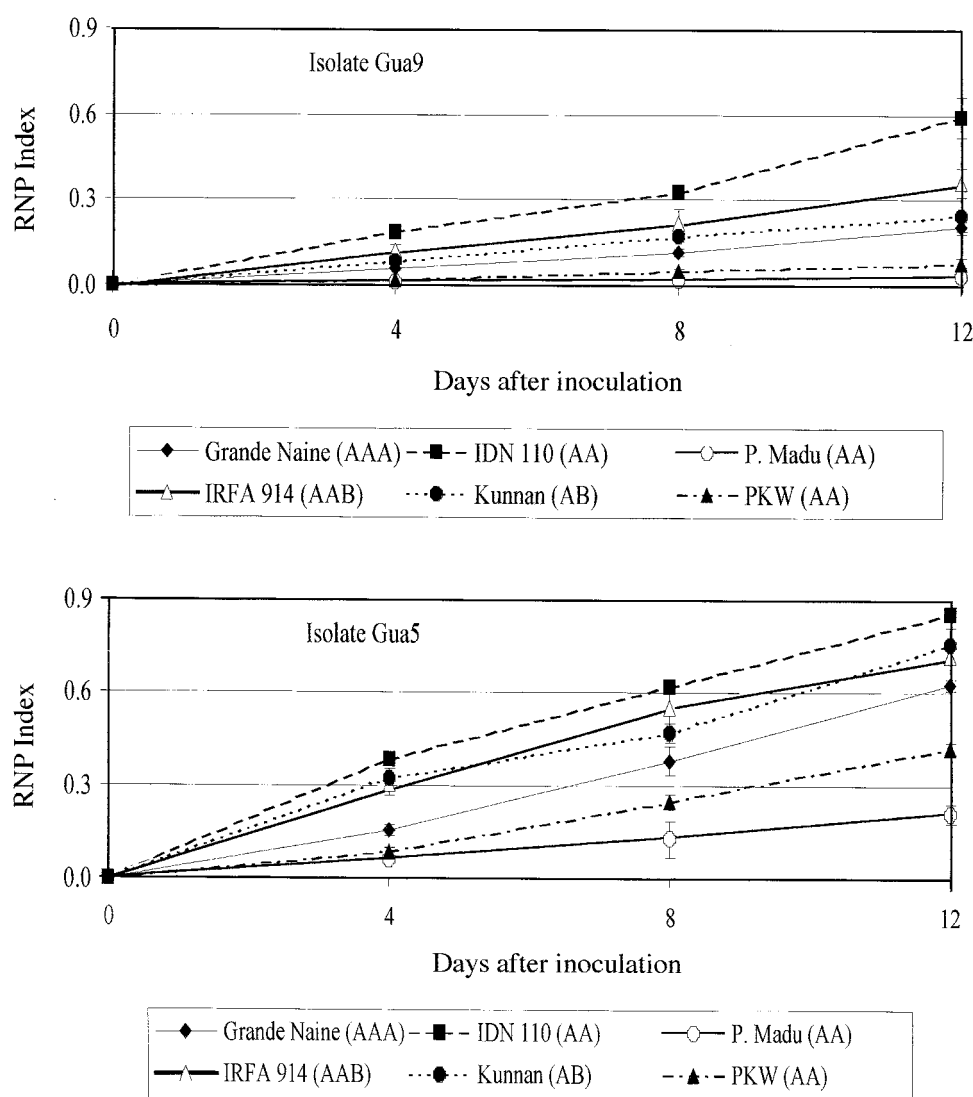 0.9
Isolate Gua9
0.6
RNP Index
0.3
0.0
0 4 8 12
Days after inoculation
Grande Naine (AAA) IDN 110 (AA) P. Madu (AA)
IRFA 914 (AAB) Kunnan (AB) PKW (AA)
0.9
Isolate Gua5
0.6
RNP Index
0.3
0.0
0 4 8 12
Days after inoculation
Grande Naine (AAA) IDN 110 (AA) P. Madu (AA)
IRFA 914 (AAB) Kunnan (AB) PKW (AA)